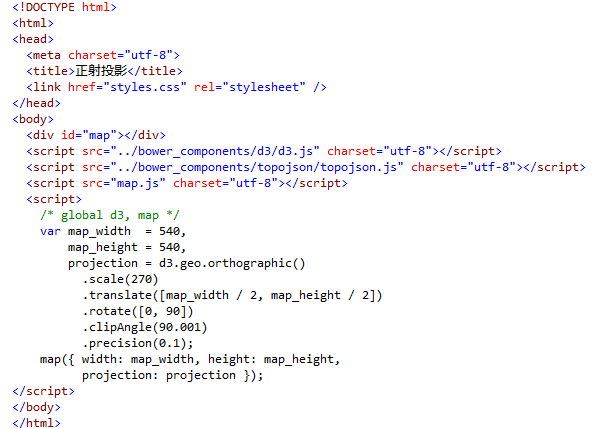 <!DOCTYPE html>
<html>
<head>
  <meta charset="utf-8">
  <title>正射投影</title>
  <link href="styles.css" rel="stylesheet" />
</head>
<body>
  <div id="map"></div>
  <script src="../bower_components/d3/d3.js" charset="utf-8"></script>
  <script src="../bower_components/topojson/topojson.js" charset="utf-8"></script>
  <script src="map.js" charset="utf-8"></script>
  <script>
    /* global d3, map */
    var map_width  = 540,
        map_height = 540,
        projection = d3.geo.orthographic()
          .scale(270)
          .translate([map_width / 2, map_height / 2])
          .rotate([0, 90])
          .clipAngle(90.001)
          .precision(0.1);
    map({ width: map_width, height: map_height,
          projection: projection });
</script>
</body>
</html>